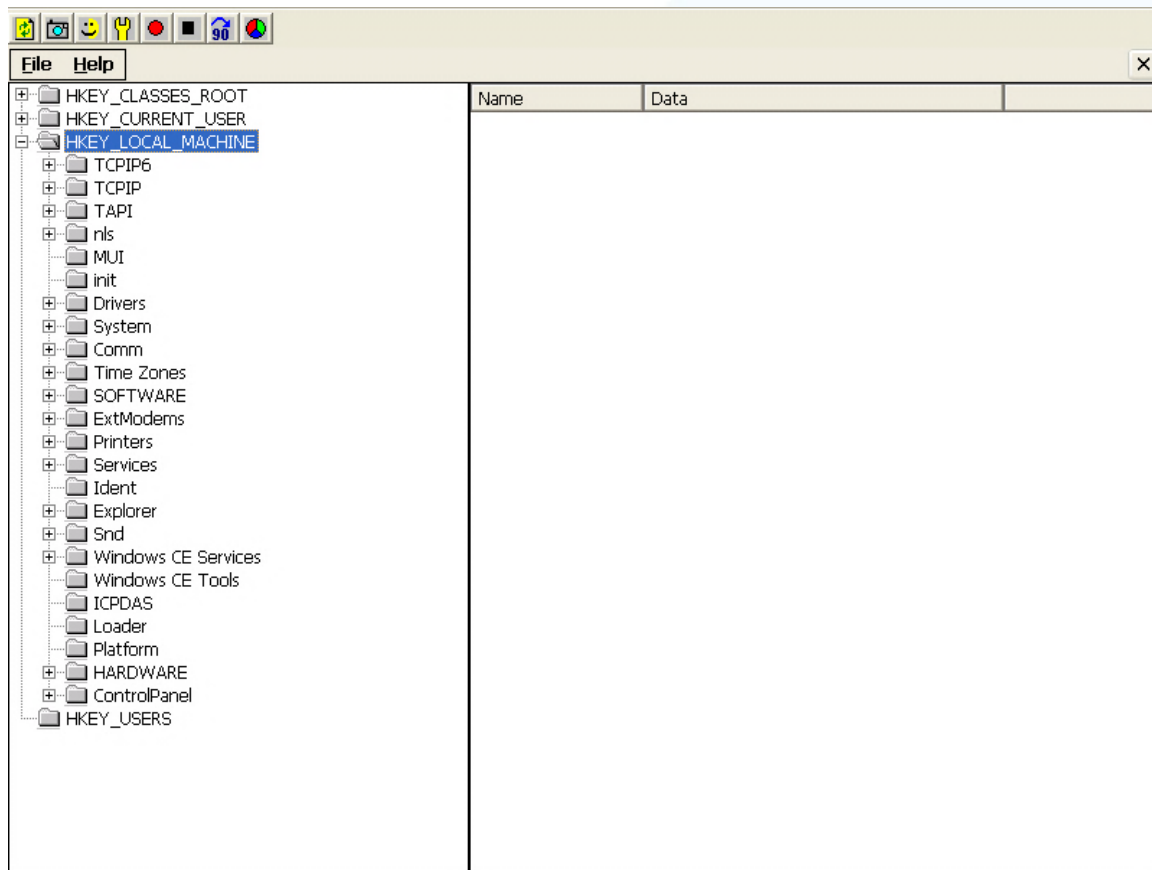 90
File Help
HKEY_CLASSES_ROOT
Name Data
HKEY_CURRENT_USER
HKEY_LOCAL_MACHINE
TCPIP6
TCPIP
TAPI
nls
MUI
init
Drivers
System
Comm
Time Zones
SOFTWARE
ExtModems
Printers
Services
Ident
Explorer
Snd
Windows CE Services
Windows CE Tools
ICPDAS
Loader
Platform
HARDWARE
ControlPanel
HKEY_USERS